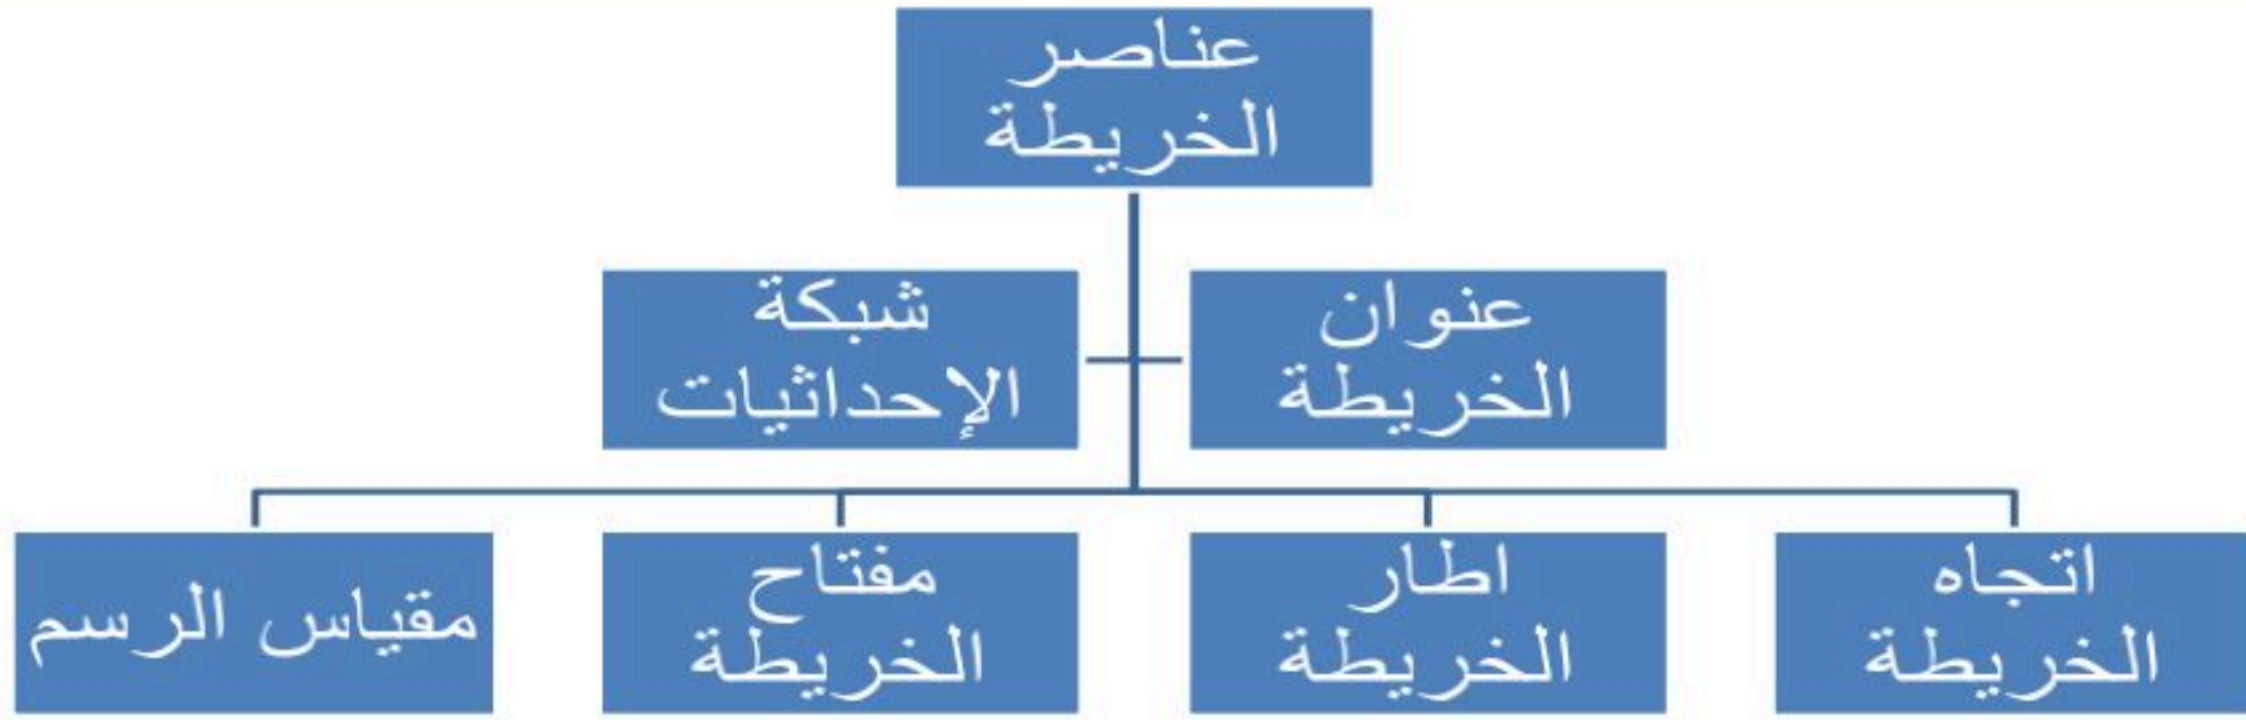 عناصر
الخريطة
عنوان
الخريطة
شبكة
الإحداثيات
اتجاه
الخريطة
اطار
الخريطة
مفتاح
الخريطة
مقياس الرسم